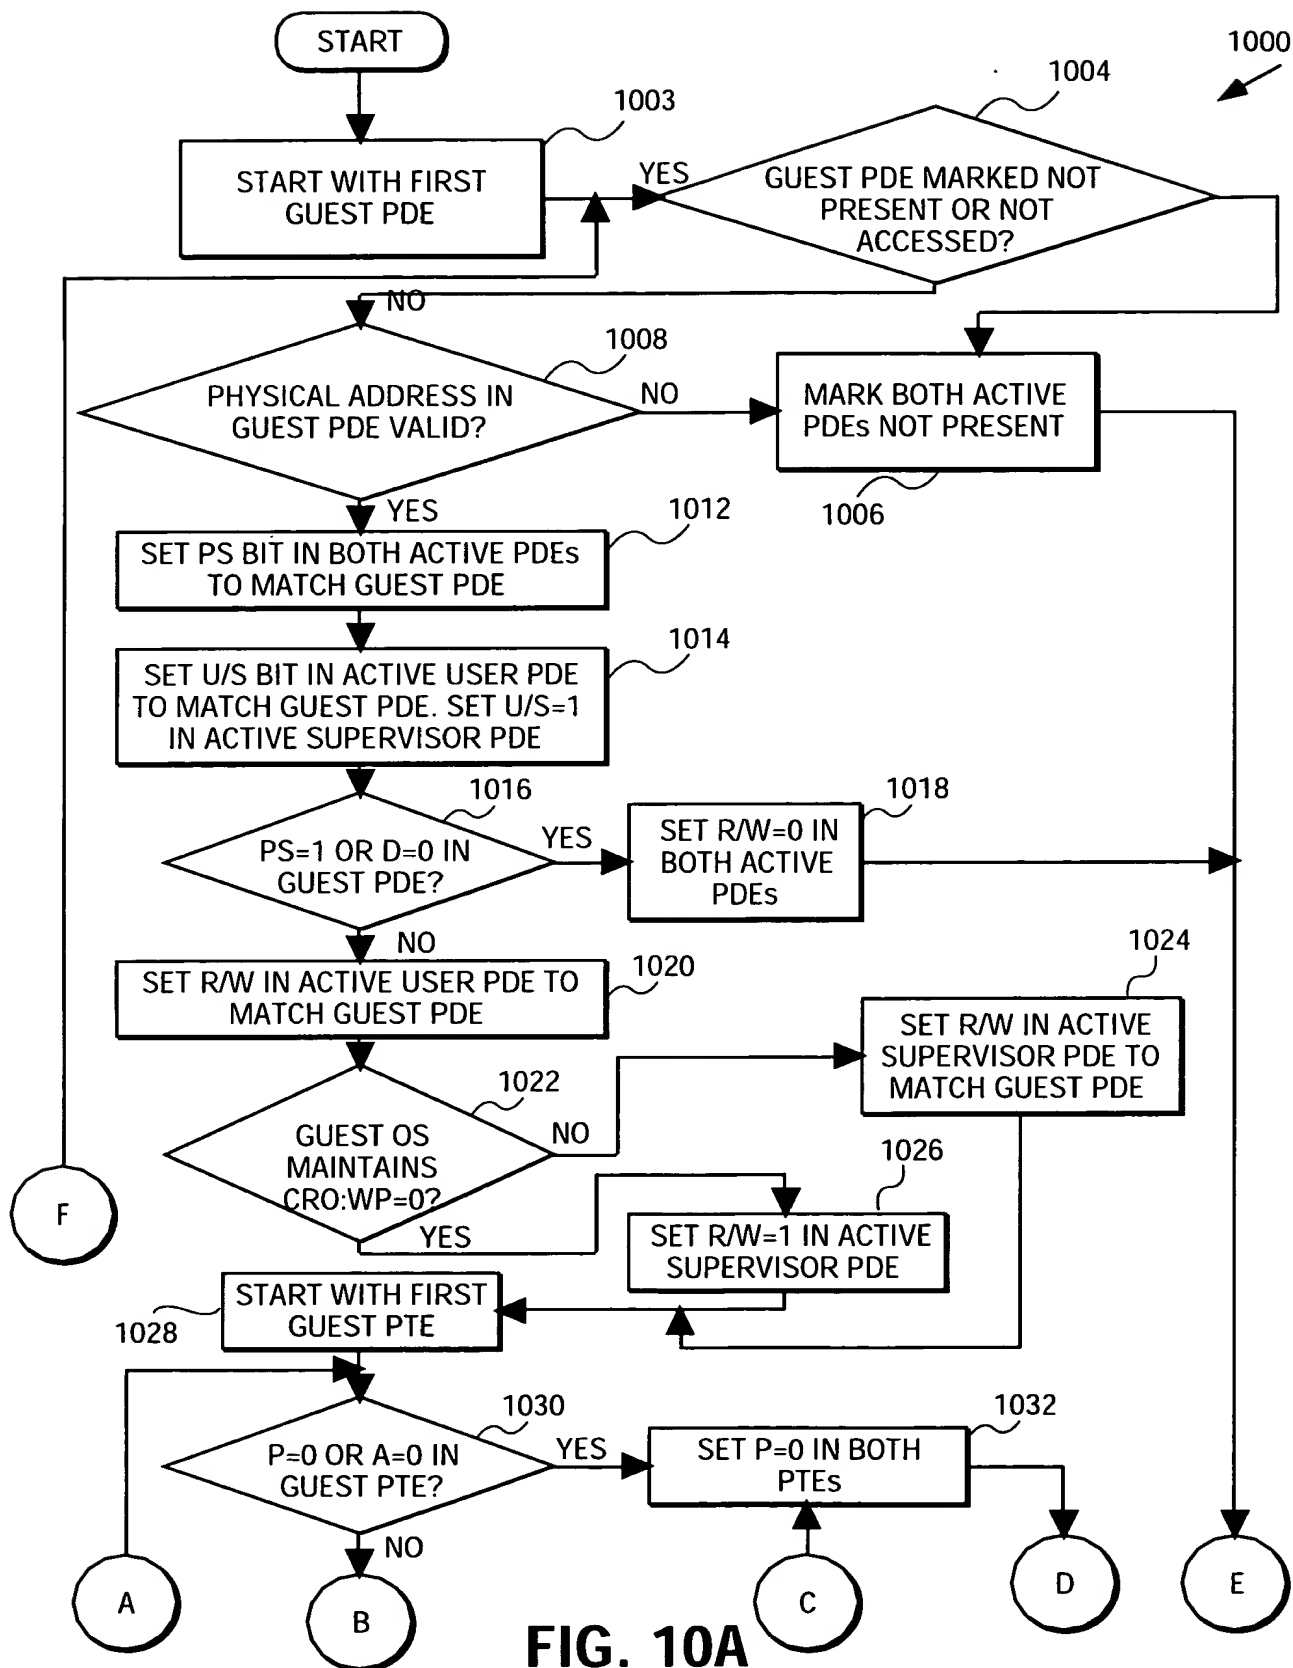 START
1000
1003
1004
START WITH FIRST
GUEST PDE
YES
GUEST PDE MARKED NOT
PRESENT OR NOT
ACCESSED?
NO
1008
PHYSICAL ADDRESS IN
GUEST PDE VALID?
NO
MARK BOTH ACTIVE
PDEs NOT PRESENT
1006
YES
1012
SET PS BIT IN BOTH ACTIVE PDEs
TO MATCH GUEST PDE
1014
SET U/S BIT IN ACTIVE USER PDE
TO MATCH GUEST PDE. SET U/S=1
IN ACTIVE SUPERVISOR PDE
1016
PS=1 OR D=0 IN
GUEST PDE?
YES
1018
SET R/W=0 IN
BOTH ACTIVE
PDEs
NO
1020
SET R/W IN ACTIVE USER PDE TO
MATCH GUEST PDE
1024
SET R/W IN ACTIVE
SUPERVISOR PDE TO
MATCH GUEST PDE
1022
GUEST OS
MAINTAINS
CRO:WP=0?
NO
YES
1026
SET R/W=1 IN ACTIVE
SUPERVISOR PDE
F
START WITH FIRST
GUEST PTE
1028
1030
P=0 OR A=0 IN
GUEST PTE?
YES
1032
SET P=0 IN BOTH
PTEs
NO
A
B
C
D
E
FIG. 10A